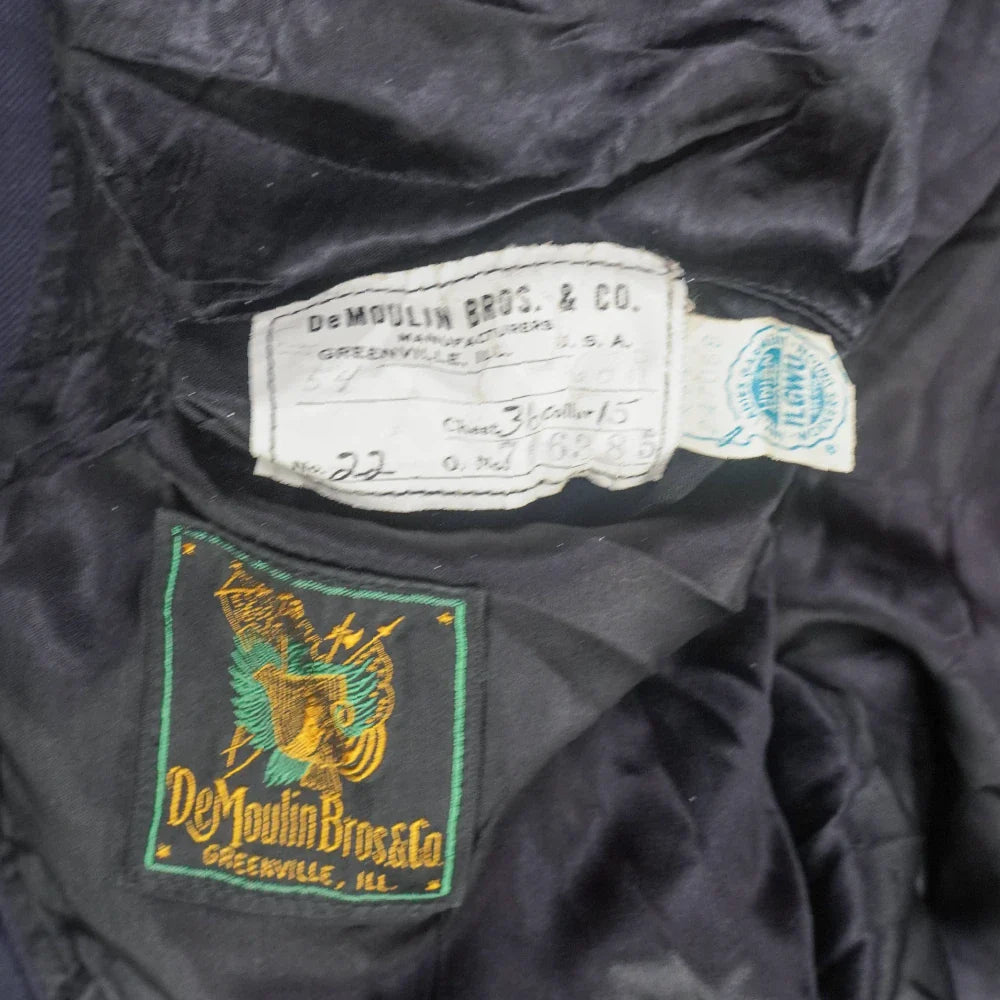 DeMOULIN BROS. & CO.
MANUFACTURERS
GREENVILLE, ILL. U. S. A.
Chest 36 Collar 15
No. 22 O. No. 716285
DeMoulin Bros & Co
GREENVILLE, ILL.